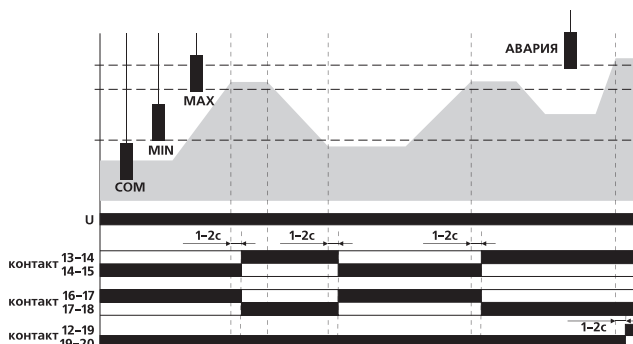 АВАРИЯ
MAX
MIN
COM
U
1–2с 1–2с 1–2с
контакт 13–14
14–15
контакт 16–17
17–18
1–2с
контакт 12–19
19–20